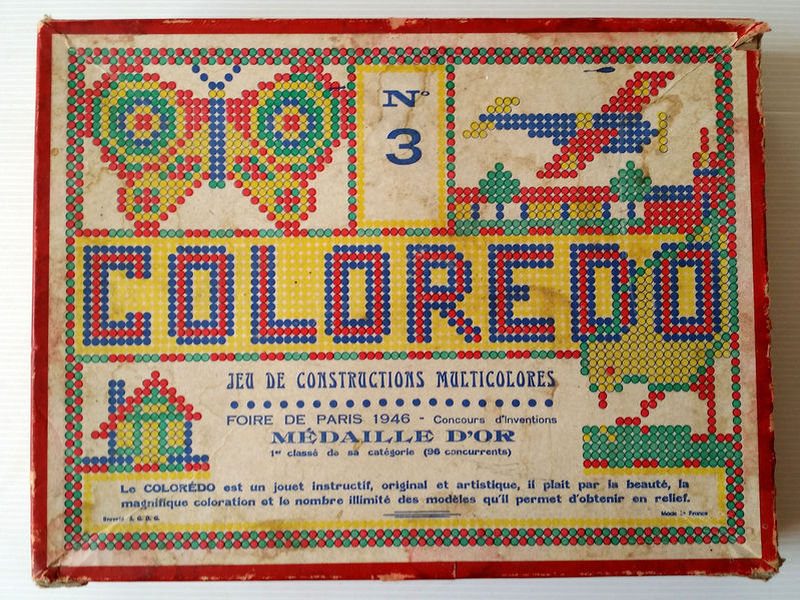 N°
3
COLOREDO
JEU DE CONSTRUCTIONS MULTICOLORES
FOIRE DE PARIS 1946 - Concours d'Inventions
MÉDAILLE D'OR
1er classé de sa catégorie (96 concurrents)
Le COLORÉDO est un jouet instructif, original et artistique, il plait par la beauté, la
magnifique coloration et le nombre illimité des modèles qu'il permet d'obtenir en relief.
Breveté S. G. D. G.
Made in France